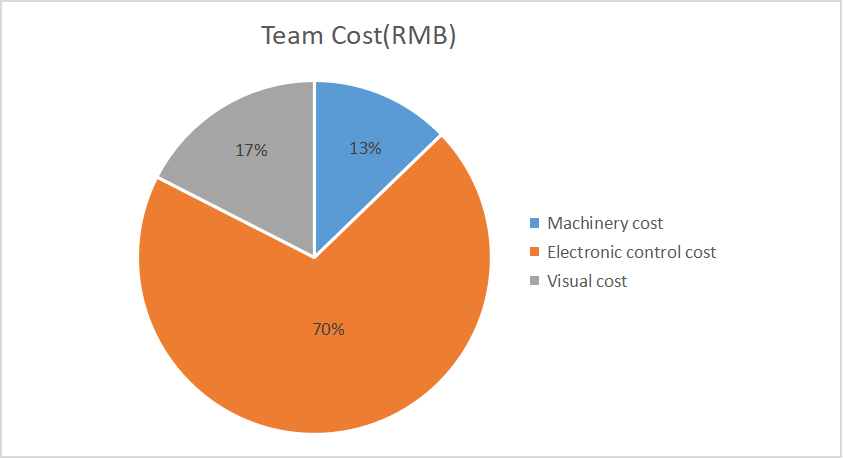 Team Cost(RMB)
17%
13%
70%
Machinery cost
Electronic control cost
Visual cost